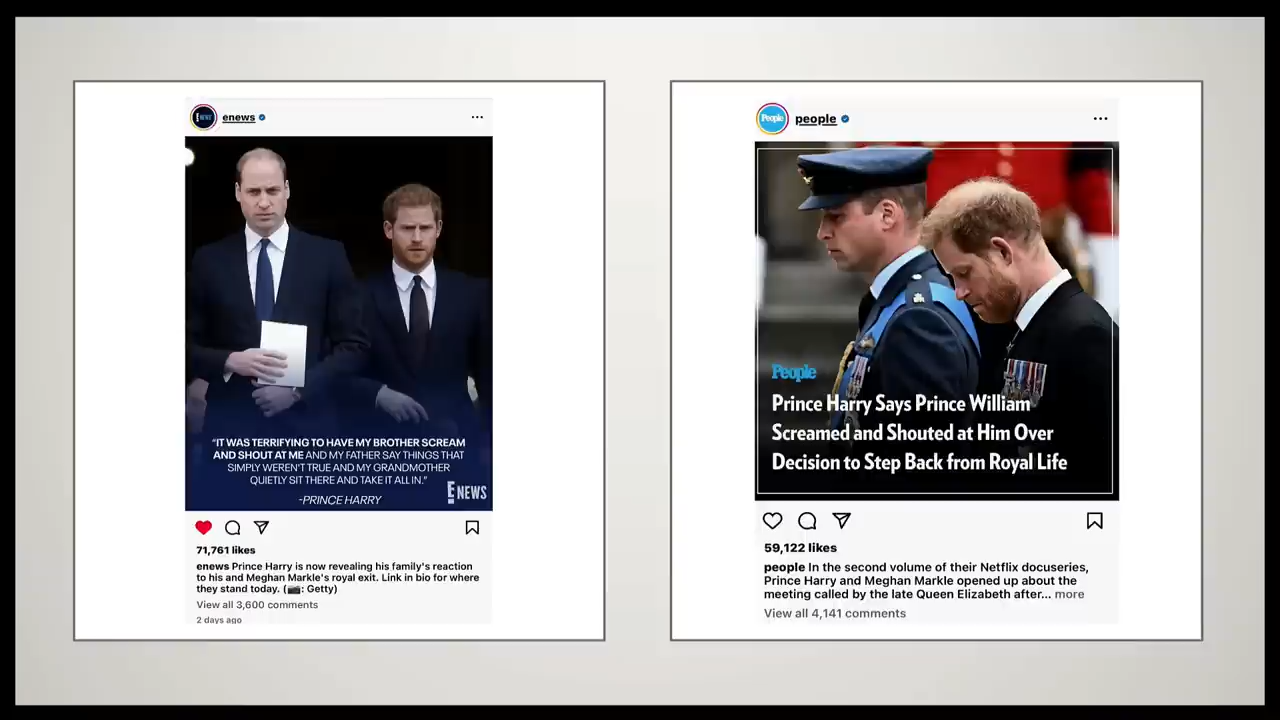 E NEWS
enews
"IT WAS TERRIFYING TO HAVE MY BROTHER SCREAM
AND SHOUT AT ME AND MY FATHER SAY THINGS THAT
SIMPLY WEREN'T TRUE AND MY GRANDMOTHER
QUIETLY SIT THERE AND TAKE IT ALL IN."
-PRINCE HARRY
E NEWS
71,761 likes
enews Prince Harry is now revealing his family's reaction
to his and Meghan Markle's royal exit. Link in bio for where
they stand today. (📷: Getty)
View all 3,600 comments
2 days ago
People
people
People
Prince Harry Says Prince William
Screamed and Shouted at Him Over
Decision to Step Back from Royal Life
59,122 likes
people In the second volume of their Netflix docuseries,
Prince Harry and Meghan Markle opened up about the
meeting called by the late Queen Elizabeth after... more
View all 4,141 comments